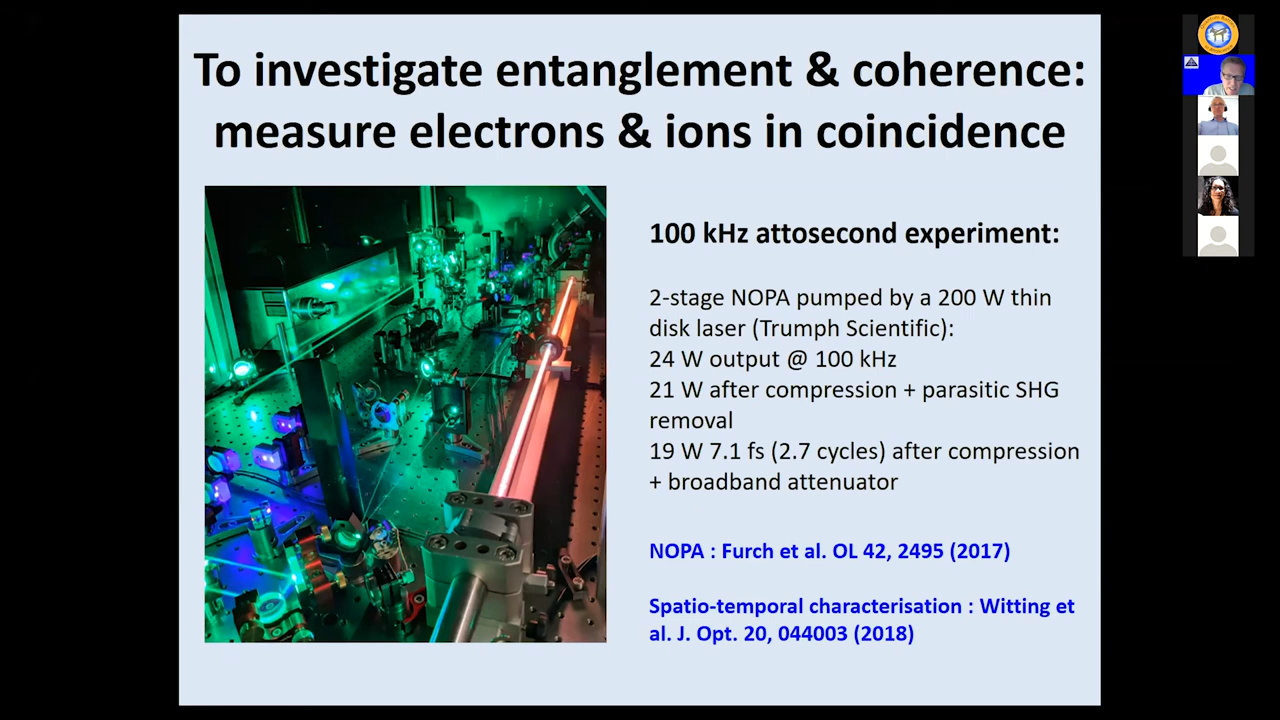 To investigate entanglement & coherence:
measure electrons & ions in coincidence
100 kHz attosecond experiment:
2-stage NOPA pumped by a 200 W thin
disk laser (Trumph Scientific):
24 W output @ 100 kHz
21 W after compression + parasitic SHG
removal
19 W 7.1 fs (2.7 cycles) after compression
+ broadband attenuator
NOPA : Furch et al. OL 42, 2495 (2017)
Spatio-temporal characterisation : Witting et
al. J. Opt. 20, 044003 (2018)